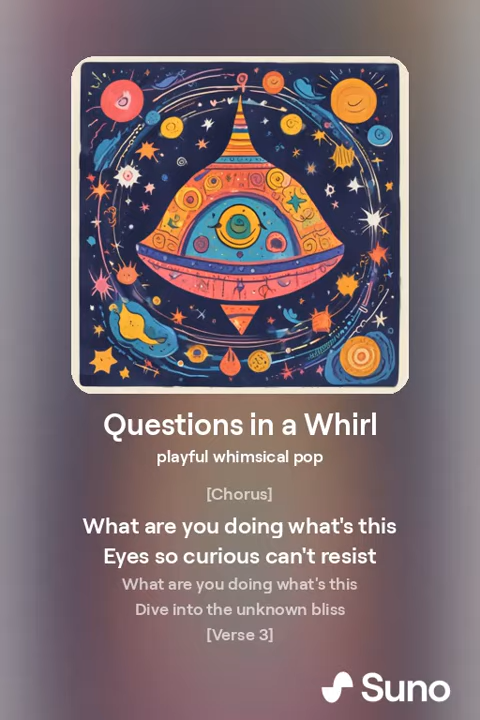 Questions in a Whirl
playful whimsical pop
[Chorus]
What are you doing what's this
Eyes so curious can't resist
What are you doing what's this
Dive into the unknown bliss
[Verse 3]
Suno